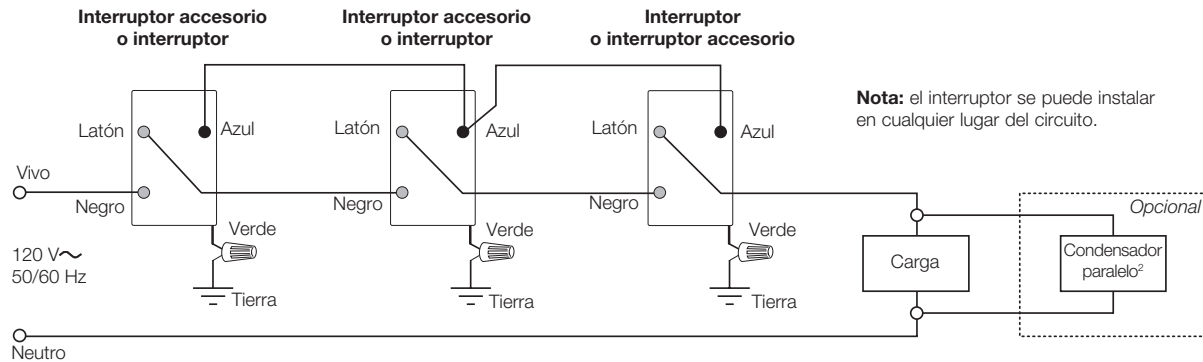 Interruptor accesorio
o interruptor
Interruptor accesorio
o interruptor
Interruptor
o interruptor accesorio
Nota: el interruptor se puede instalar
en cualquier lugar del circuito.
Latón
Azul
Latón
Azul
Latón
Azul
Vivo
Negro
Negro
Negro
Verde
Verde
Verde
Opcional
120 V~
50/60 Hz
Carga
Condensador
paralelo²
Tierra
Tierra
Tierra
Neutro